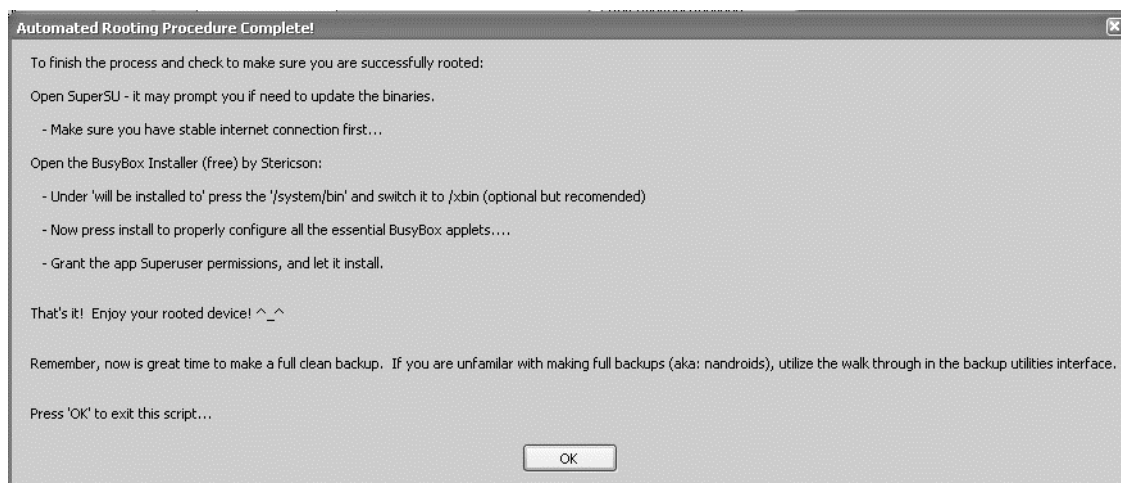 Automated Rooting Procedure Complete!
To finish the process and check to make sure you are successfully rooted:
Open SuperSU - it may prompt you if need to update the binaries.
- Make sure you have stable internet connection first...
Open the BusyBox Installer (free) by Stericson:
- Under 'will be installed to' press the '/system/bin' and switch it to /xbin (optional but recomended)
- Now press install to properly configure all the essential BusyBox applets....
- Grant the app Superuser permissions, and let it install.
That's it! Enjoy your rooted device! ^_^
Remember, now is great time to make a full clean backup. If you are unfamilar with making full backups (aka: nandroids), utilize the walk through in the backup utilities interface.
Press 'OK' to exit this script...
OK